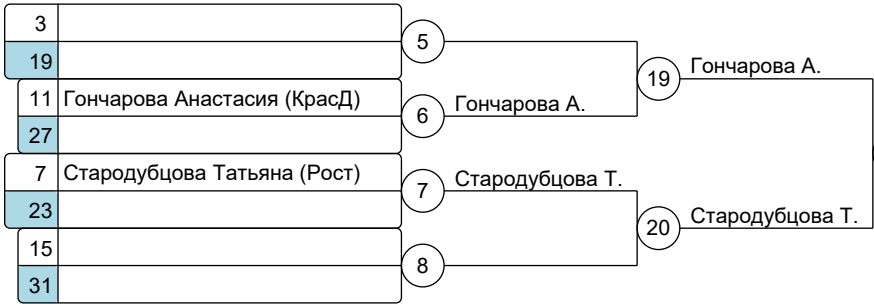 3
19
5
11 Гончарова Анастасия (КрасД)
27
6 Гончарова А.
19 Гончарова А.
7 Стародубцова Татьяна (Рост)
23
7 Стародубцова Т.
20 Стародубцова Т.
15
31
8